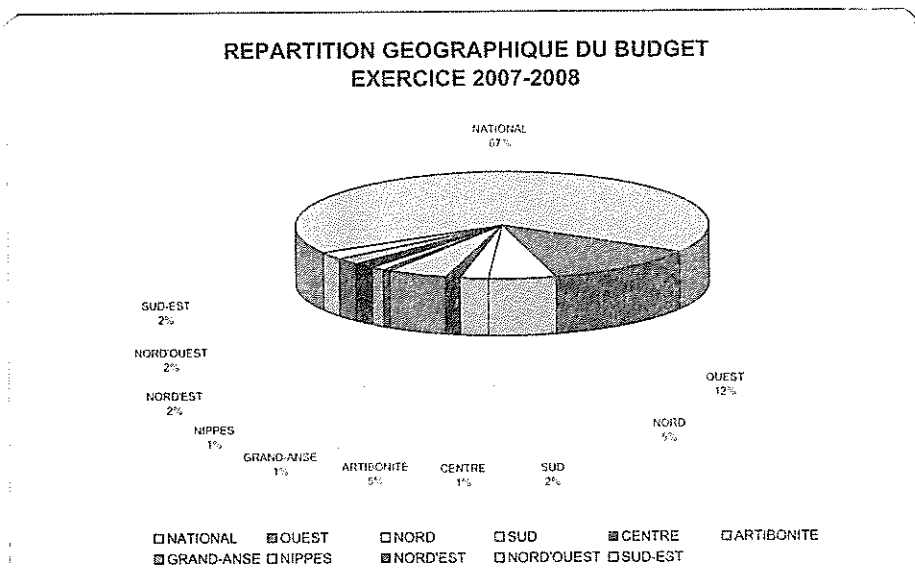 REPARTITION GEOGRAPHIQUE DU BUDGET
EXERCICE 2007-2008
NATIONAL
67%
SUD-EST
2%
NORD'OUEST
2%
NORD'EST
2%
NIPPES
1%
GRAND-ANSE
1%
ARTIBONITE
5%
CENTRE
1%
SUD
2%
NORD
5%
OUEST
12%
NATIONAL OUEST NORD SUD CENTRE ARTIBONITE
GRAND-ANSE NIPPES NORD'EST NORD'OUEST SUD-EST